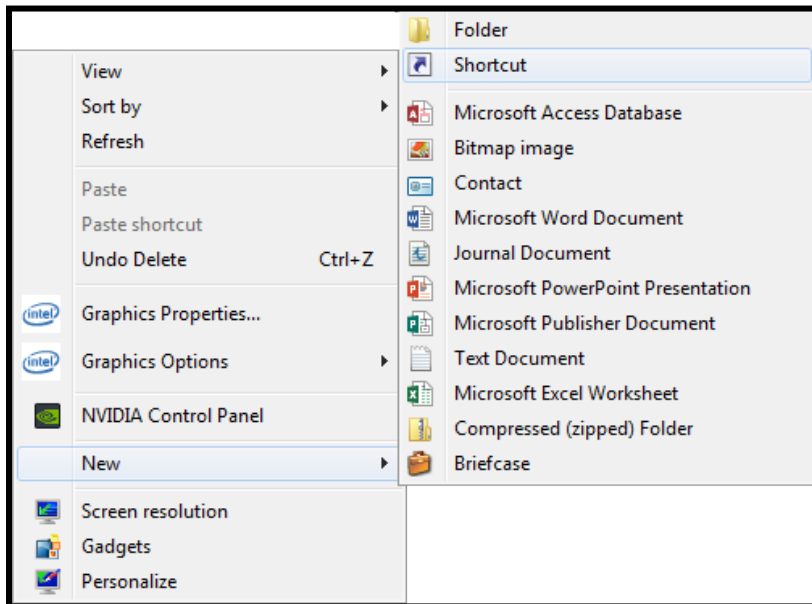 View
Sort by
Refresh
Paste
Paste shortcut
Undo Delete Ctrl+Z
intel Graphics Properties...
intel Graphics Options
NVIDIA Control Panel
New
Screen resolution
Gadgets
Personalize
Folder
Shortcut
Microsoft Access Database
Bitmap image
Contact
Microsoft Word Document
Journal Document
Microsoft PowerPoint Presentation
Microsoft Publisher Document
Text Document
Microsoft Excel Worksheet
Compressed (zipped) Folder
Briefcase